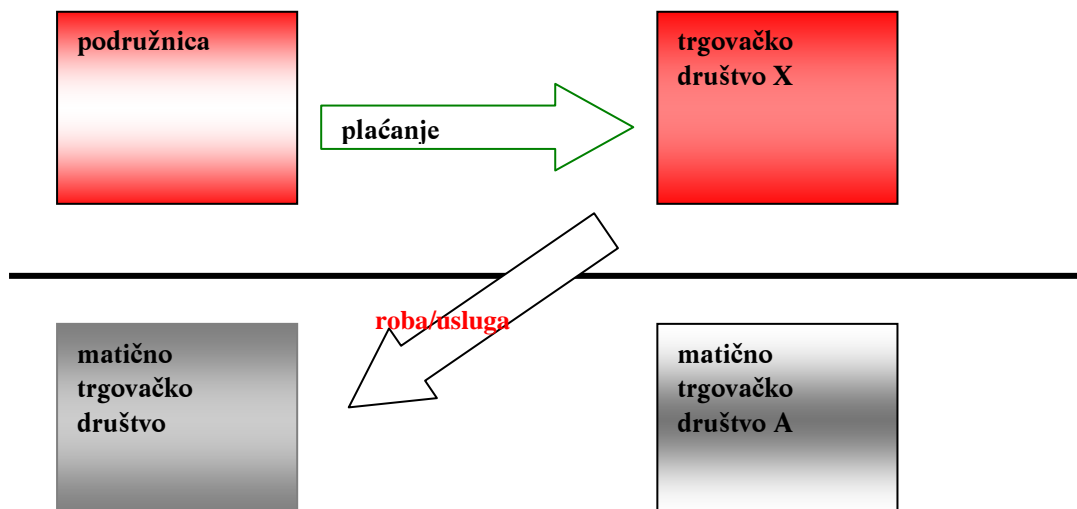 podružnica
trgovačko
društvo X
plaćanje
roba/usluga
matično
trgovačko
društvo
matično
trgovačko
društvo A